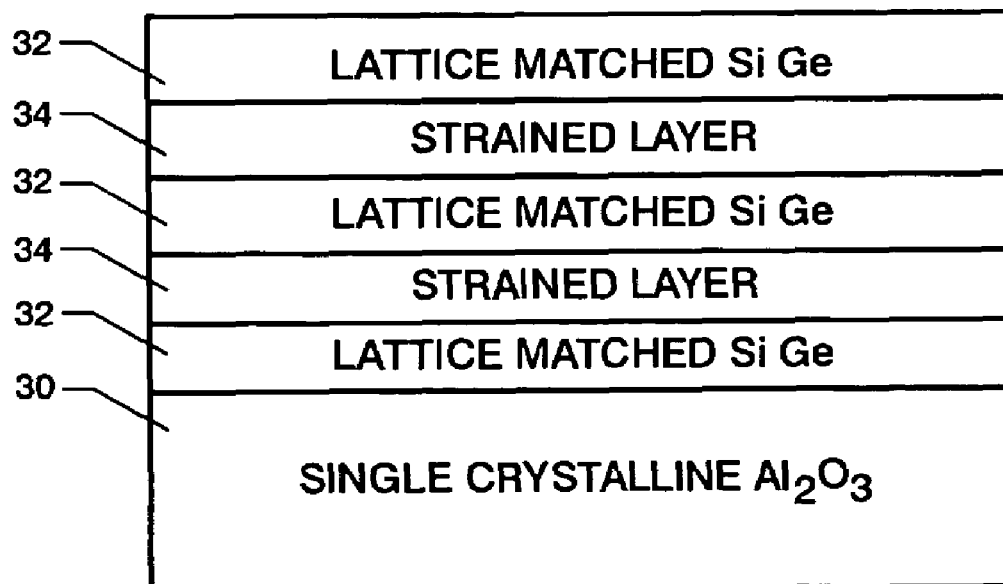 32 LATTICE MATCHED Si Ge
34 STRAINED LAYER
32 LATTICE MATCHED Si Ge
34 STRAINED LAYER
32 LATTICE MATCHED Si Ge
30
SINGLE CRYSTALLINE Al₂O₃